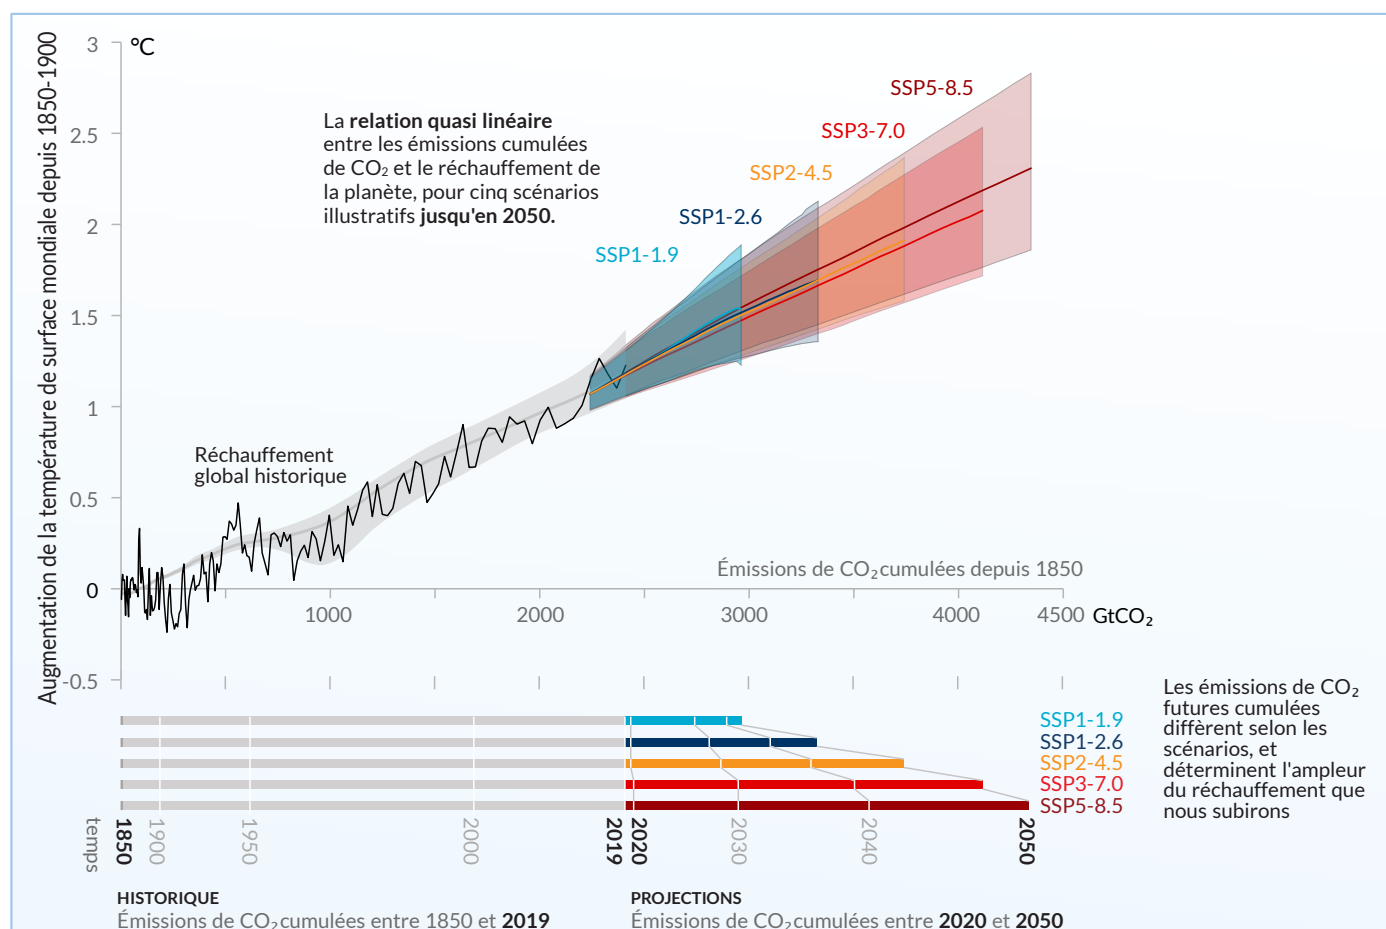 Augmentation de la température de surface mondiale depuis 1850-1900
°C
3
2.5
2
1.5
1
0.5
0
-0.5
La relation quasi linéaire
entre les émissions cumulées
de CO₂ et le réchauffement de
la planète, pour cinq scénarios
illustratifs jusqu'en 2050.
SSP5-8.5
SSP3-7.0
SSP2-4.5
SSP1-2.6
SSP1-1.9
Réchauffement
global historique
Émissions de CO₂cumulées depuis 1850
1000
2000
3000
4000
4500
GtCO₂
Les émissions de CO₂
futures cumulées
diffèrent selon les
scénarios, et
déterminent l'ampleur
du réchauffement que
nous subirons
SSP1-1.9
SSP1-2.6
SSP2-4.5
SSP3-7.0
SSP5-8.5
temps
1850
1900
1950
2000
2019
2020
2030
2040
2050
HISTORIQUE
Émissions de CO₂cumulées entre 1850 et 2019
PROJECTIONS
Émissions de CO₂cumulées entre 2020 et 2050